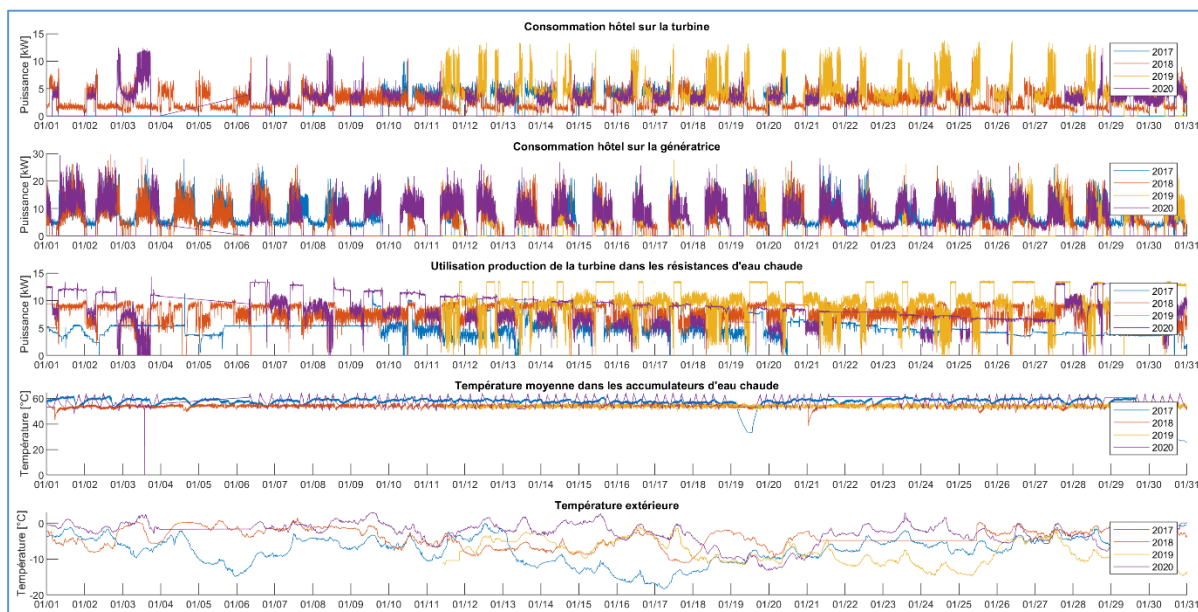 Consommation hôtel sur la turbine
Puissance [kW]
15
10
5
0
2017
2018
2019
2020
01/01 01/02 01/03 01/04 01/05 01/06 01/07 01/08 01/09 01/10 01/11 01/12 01/13 01/14 01/15 01/16 01/17 01/18 01/19 01/20 01/21 01/22 01/23 01/24 01/25 01/26 01/27 01/28 01/29 01/30 01/31
Consommation hôtel sur la génératrice
Puissance [kW]
30
20
10
0
2017
2018
2019
2020
01/01 01/02 01/03 01/04 01/05 01/06 01/07 01/08 01/09 01/10 01/11 01/12 01/13 01/14 01/15 01/16 01/17 01/18 01/19 01/20 01/21 01/22 01/23 01/24 01/25 01/26 01/27 01/28 01/29 01/30 01/31
Utilisation production de la turbine dans les résistances d'eau chaude
Puissance [kW]
15
10
5
0
2017
2018
2019
2020
01/01 01/02 01/03 01/04 01/05 01/06 01/07 01/08 01/09 01/10 01/11 01/12 01/13 01/14 01/15 01/16 01/17 01/18 01/19 01/20 01/21 01/22 01/23 01/24 01/25 01/26 01/27 01/28 01/29 01/30 01/31
Température moyenne dans les accumulateurs d'eau chaude
Température [°C]
60
40
20
0
2017
2018
2019
2020
01/01 01/02 01/03 01/04 01/05 01/06 01/07 01/08 01/09 01/10 01/11 01/12 01/13 01/14 01/15 01/16 01/17 01/18 01/19 01/20 01/21 01/22 01/23 01/24 01/25 01/26 01/27 01/28 01/29 01/30 01/31
Température extérieure
Température [°C]
0
-10
-20
2017
2018
2019
2020
01/01 01/02 01/03 01/04 01/05 01/06 01/07 01/08 01/09 01/10 01/11 01/12 01/13 01/14 01/15 01/16 01/17 01/18 01/19 01/20 01/21 01/22 01/23 01/24 01/25 01/26 01/27 01/28 01/29 01/30 01/31